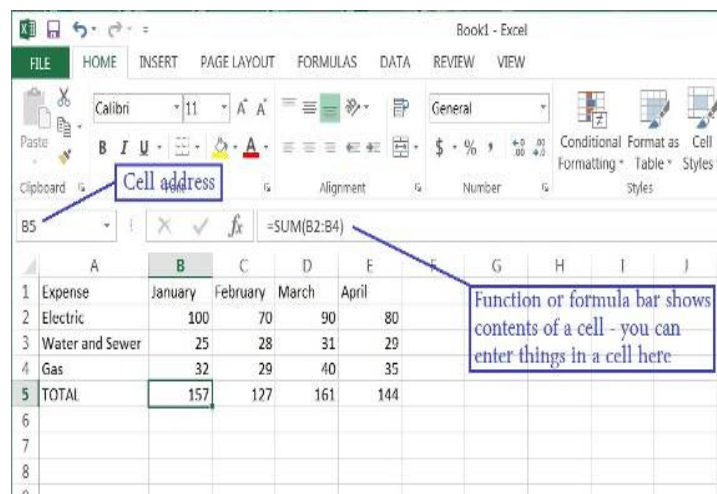 Book1 - Excel
FILE HOME INSERT PAGE LAYOUT FORMULAS DATA REVIEW VIEW
Paste
Calibri 11 A A General
B I U A $ % , Conditional Format as Cell
Formatting Table Styles
Clipboard Alignment Number Styles
Cell address
B5 fx =SUM(B2:B4)
A B C D E F G H I J
1 Expense January February March April
2 Electric 100 70 90 80
3 Water and Sewer 25 28 31 29
4 Gas 32 29 40 35
5 TOTAL 157 127 161 144
6
7
8
Function or formula bar shows
contents of a cell - you can
enter things in a cell here